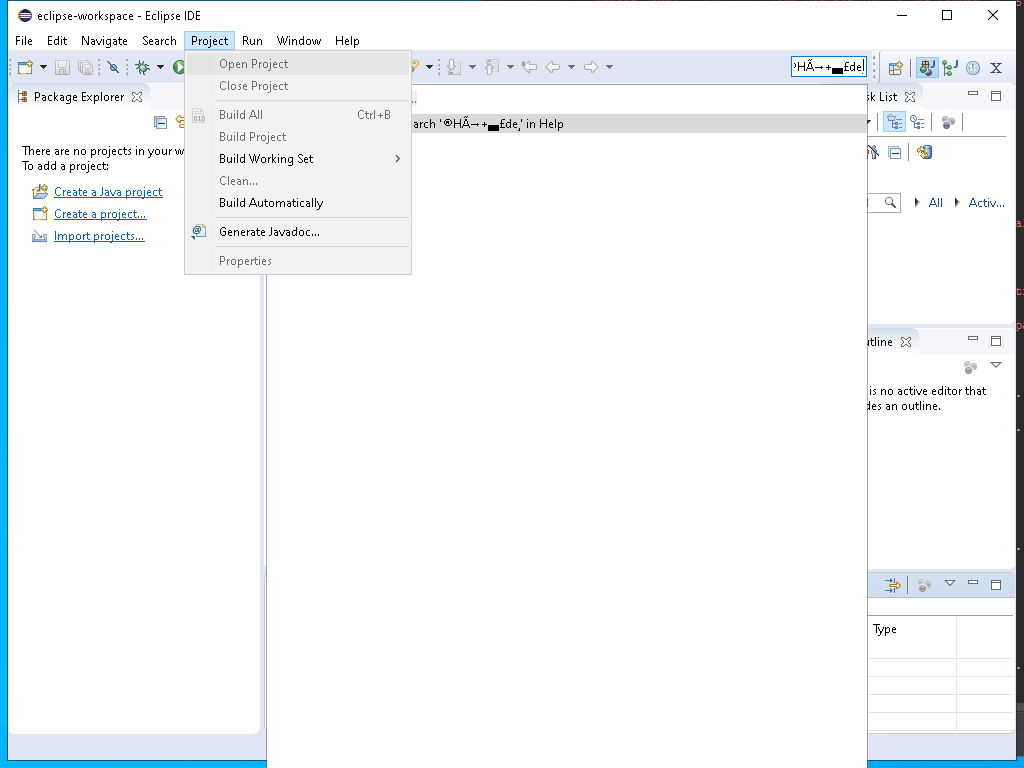 eclipse-workspace - Eclipse IDE
File Edit Navigate Search Project Run Window Help
Open Project
Close Project
Build All Ctrl+B
Build Project
Build Working Set
Clean...
Build Automatically
Generate Javadoc...
Properties
Package Explorer
There are no projects in your w
To add a project:
Create a Java project
Create a project...
Import projects...
arch '®HÃ→+▬£de,' in Help
HÃ→+▬£de
sk List
All Activ...
utline
is no active editor that
des an outline.
Type